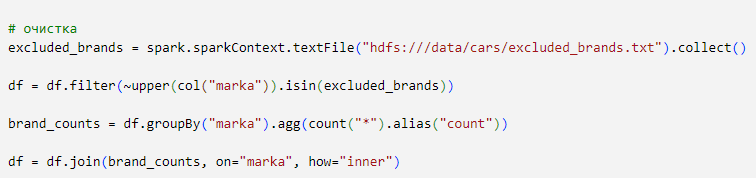 # очистка
excluded_brands = spark.sparkContext.textFile("hdfs:///data/cars/excluded_brands.txt").collect()
df = df.filter(~upper(col("marka")).isin(excluded_brands))
brand_counts = df.groupBy("marka").agg(count("*").alias("count"))
df = df.join(brand_counts, on="marka", how="inner")